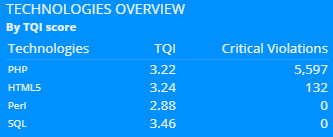 TECHNOLOGIES OVERVIEW
By TQI score
Technologies TQI Critical Violations
PHP 3.22 5,597
HTML5 3.24 132
Perl 2.88 0
SQL 3.46 0